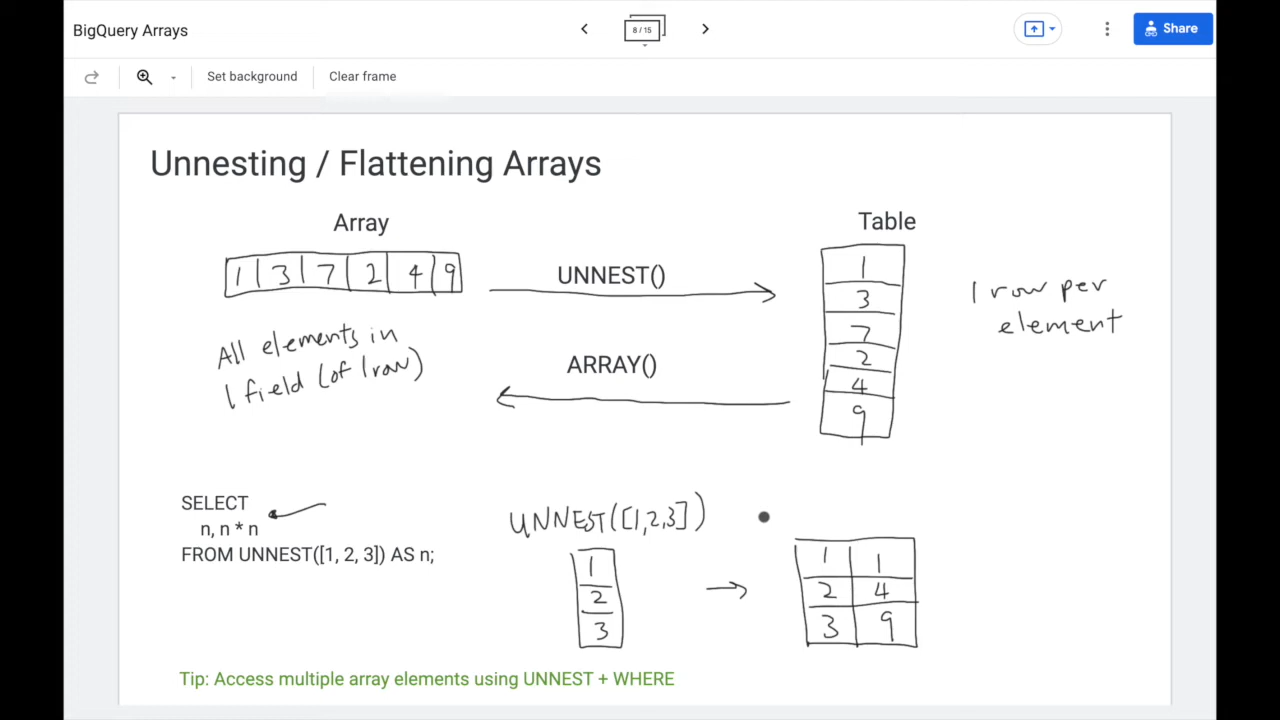 BigQuery Arrays
8 / 15
Share
Set background
Clear frame
Unnesting / Flattening Arrays
Array
Table
1 3 7 2 4 9
UNNEST()
1
3
7
2
4
9
1 row per
element
All elements in
1 field (of 1 row)
ARRAY()
SELECT
n, n * n
FROM UNNEST([1, 2, 3]) AS n;
UNNEST([1,2,3])
1
2
3
1 1
2 4
3 9
Tip: Access multiple array elements using UNNEST + WHERE